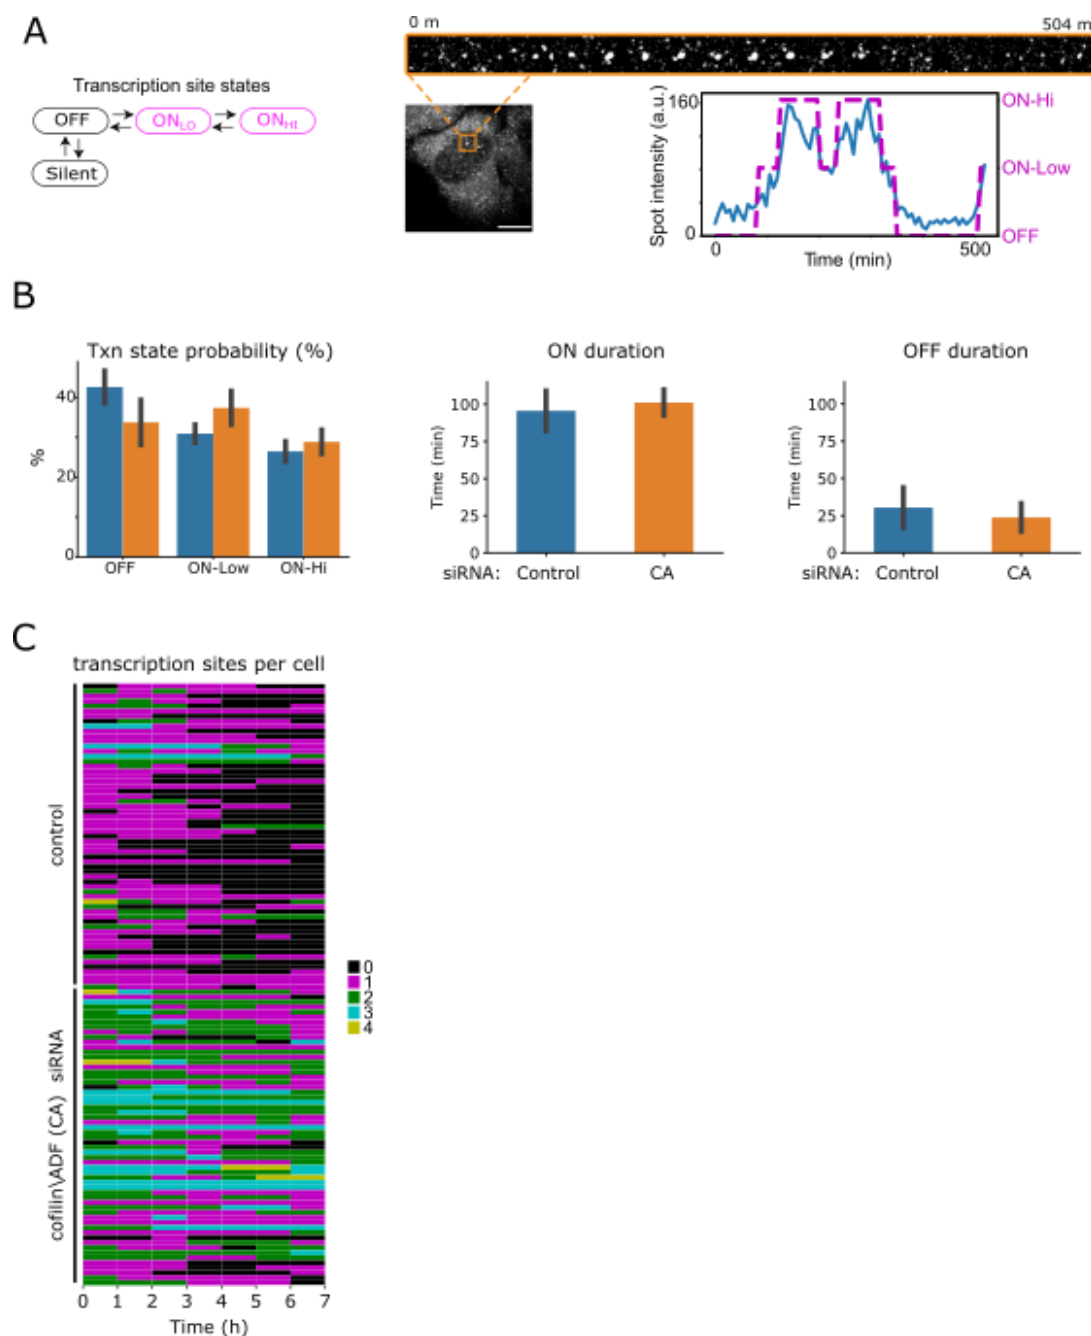 A
0 m
504 m
Transcription site states
OFF
ON_LO
ON_HI
Silent
Spot intensity (a.u.)
160
0
0
500
Time (min)
ON-Hi
ON-Low
OFF
B
Txn state probability (%)
%
40
20
0
OFF
ON-Low
ON-Hi
ON duration
Time (min)
100
75
50
25
0
siRNA: Control CA
OFF duration
Time (min)
100
75
50
25
0
siRNA: Control CA
C
transcription sites per cell
control
cofilin\ADF (CA) siRNA
0
1
2
3
4
0 1 2 3 4 5 6 7
Time (h)